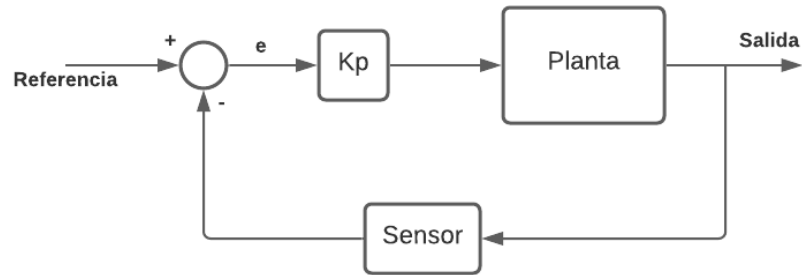 +
Referencia
e
Kp
Planta
Salida
-
Sensor